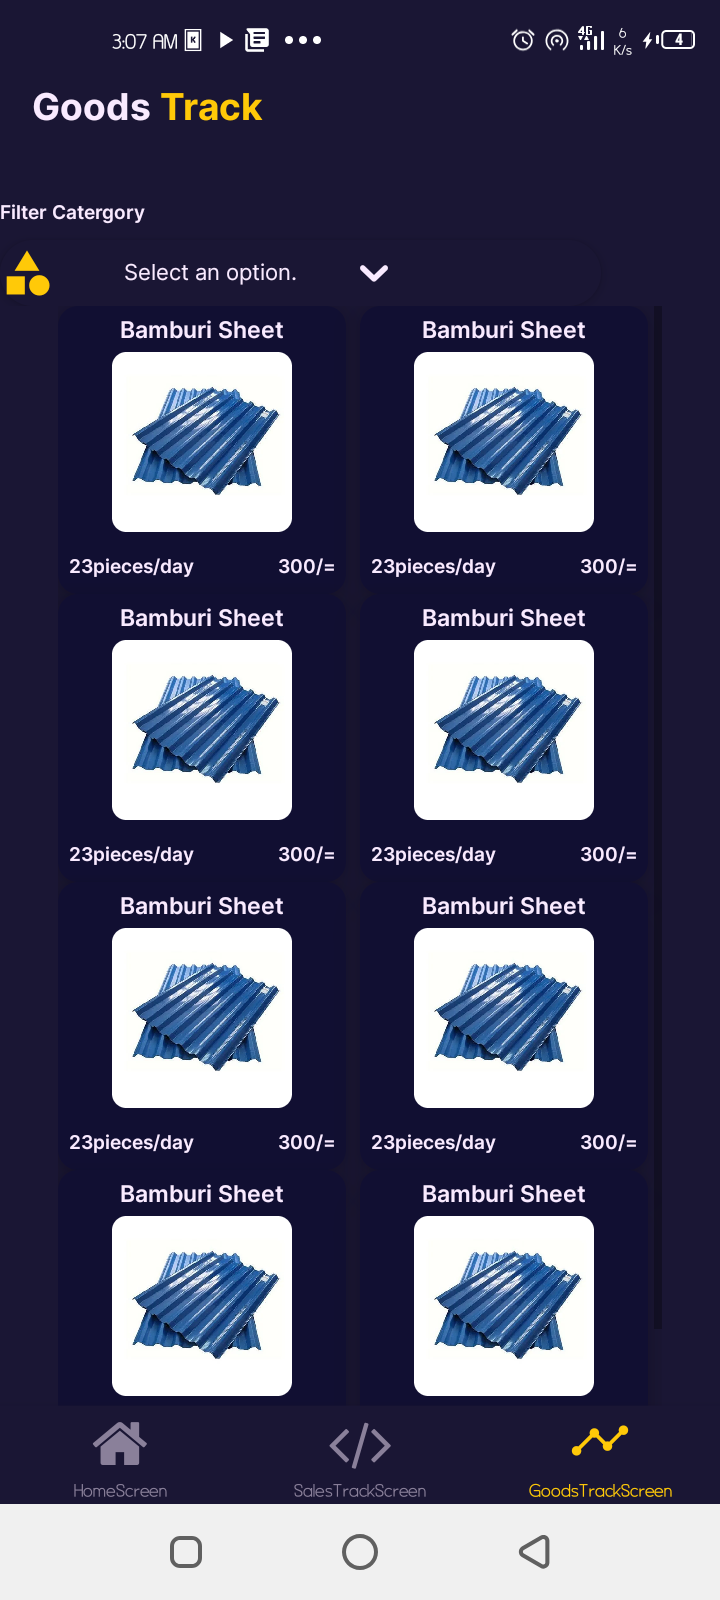 3:07 AM K 4G 6 K/s 4
Goods Track
Filter Catergory
Select an option.
Bamburi Sheet Bamburi Sheet
23pieces/day 300/= 23pieces/day 300/=
Bamburi Sheet Bamburi Sheet
23pieces/day 300/= 23pieces/day 300/=
Bamburi Sheet Bamburi Sheet
23pieces/day 300/= 23pieces/day 300/=
Bamburi Sheet Bamburi Sheet
HomeScreen SalesTrackScreen GoodsTrackScreen